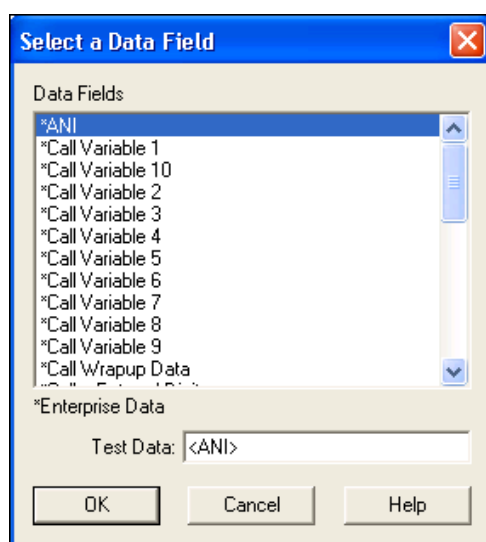 Select a Data Field
Data Fields
*ANI
*Call Variable 1
*Call Variable 10
*Call Variable 2
*Call Variable 3
*Call Variable 4
*Call Variable 5
*Call Variable 6
*Call Variable 7
*Call Variable 8
*Call Variable 9
*Call Wrapup Data
*Enterprise Data
Test Data: <ANI>
OK Cancel Help